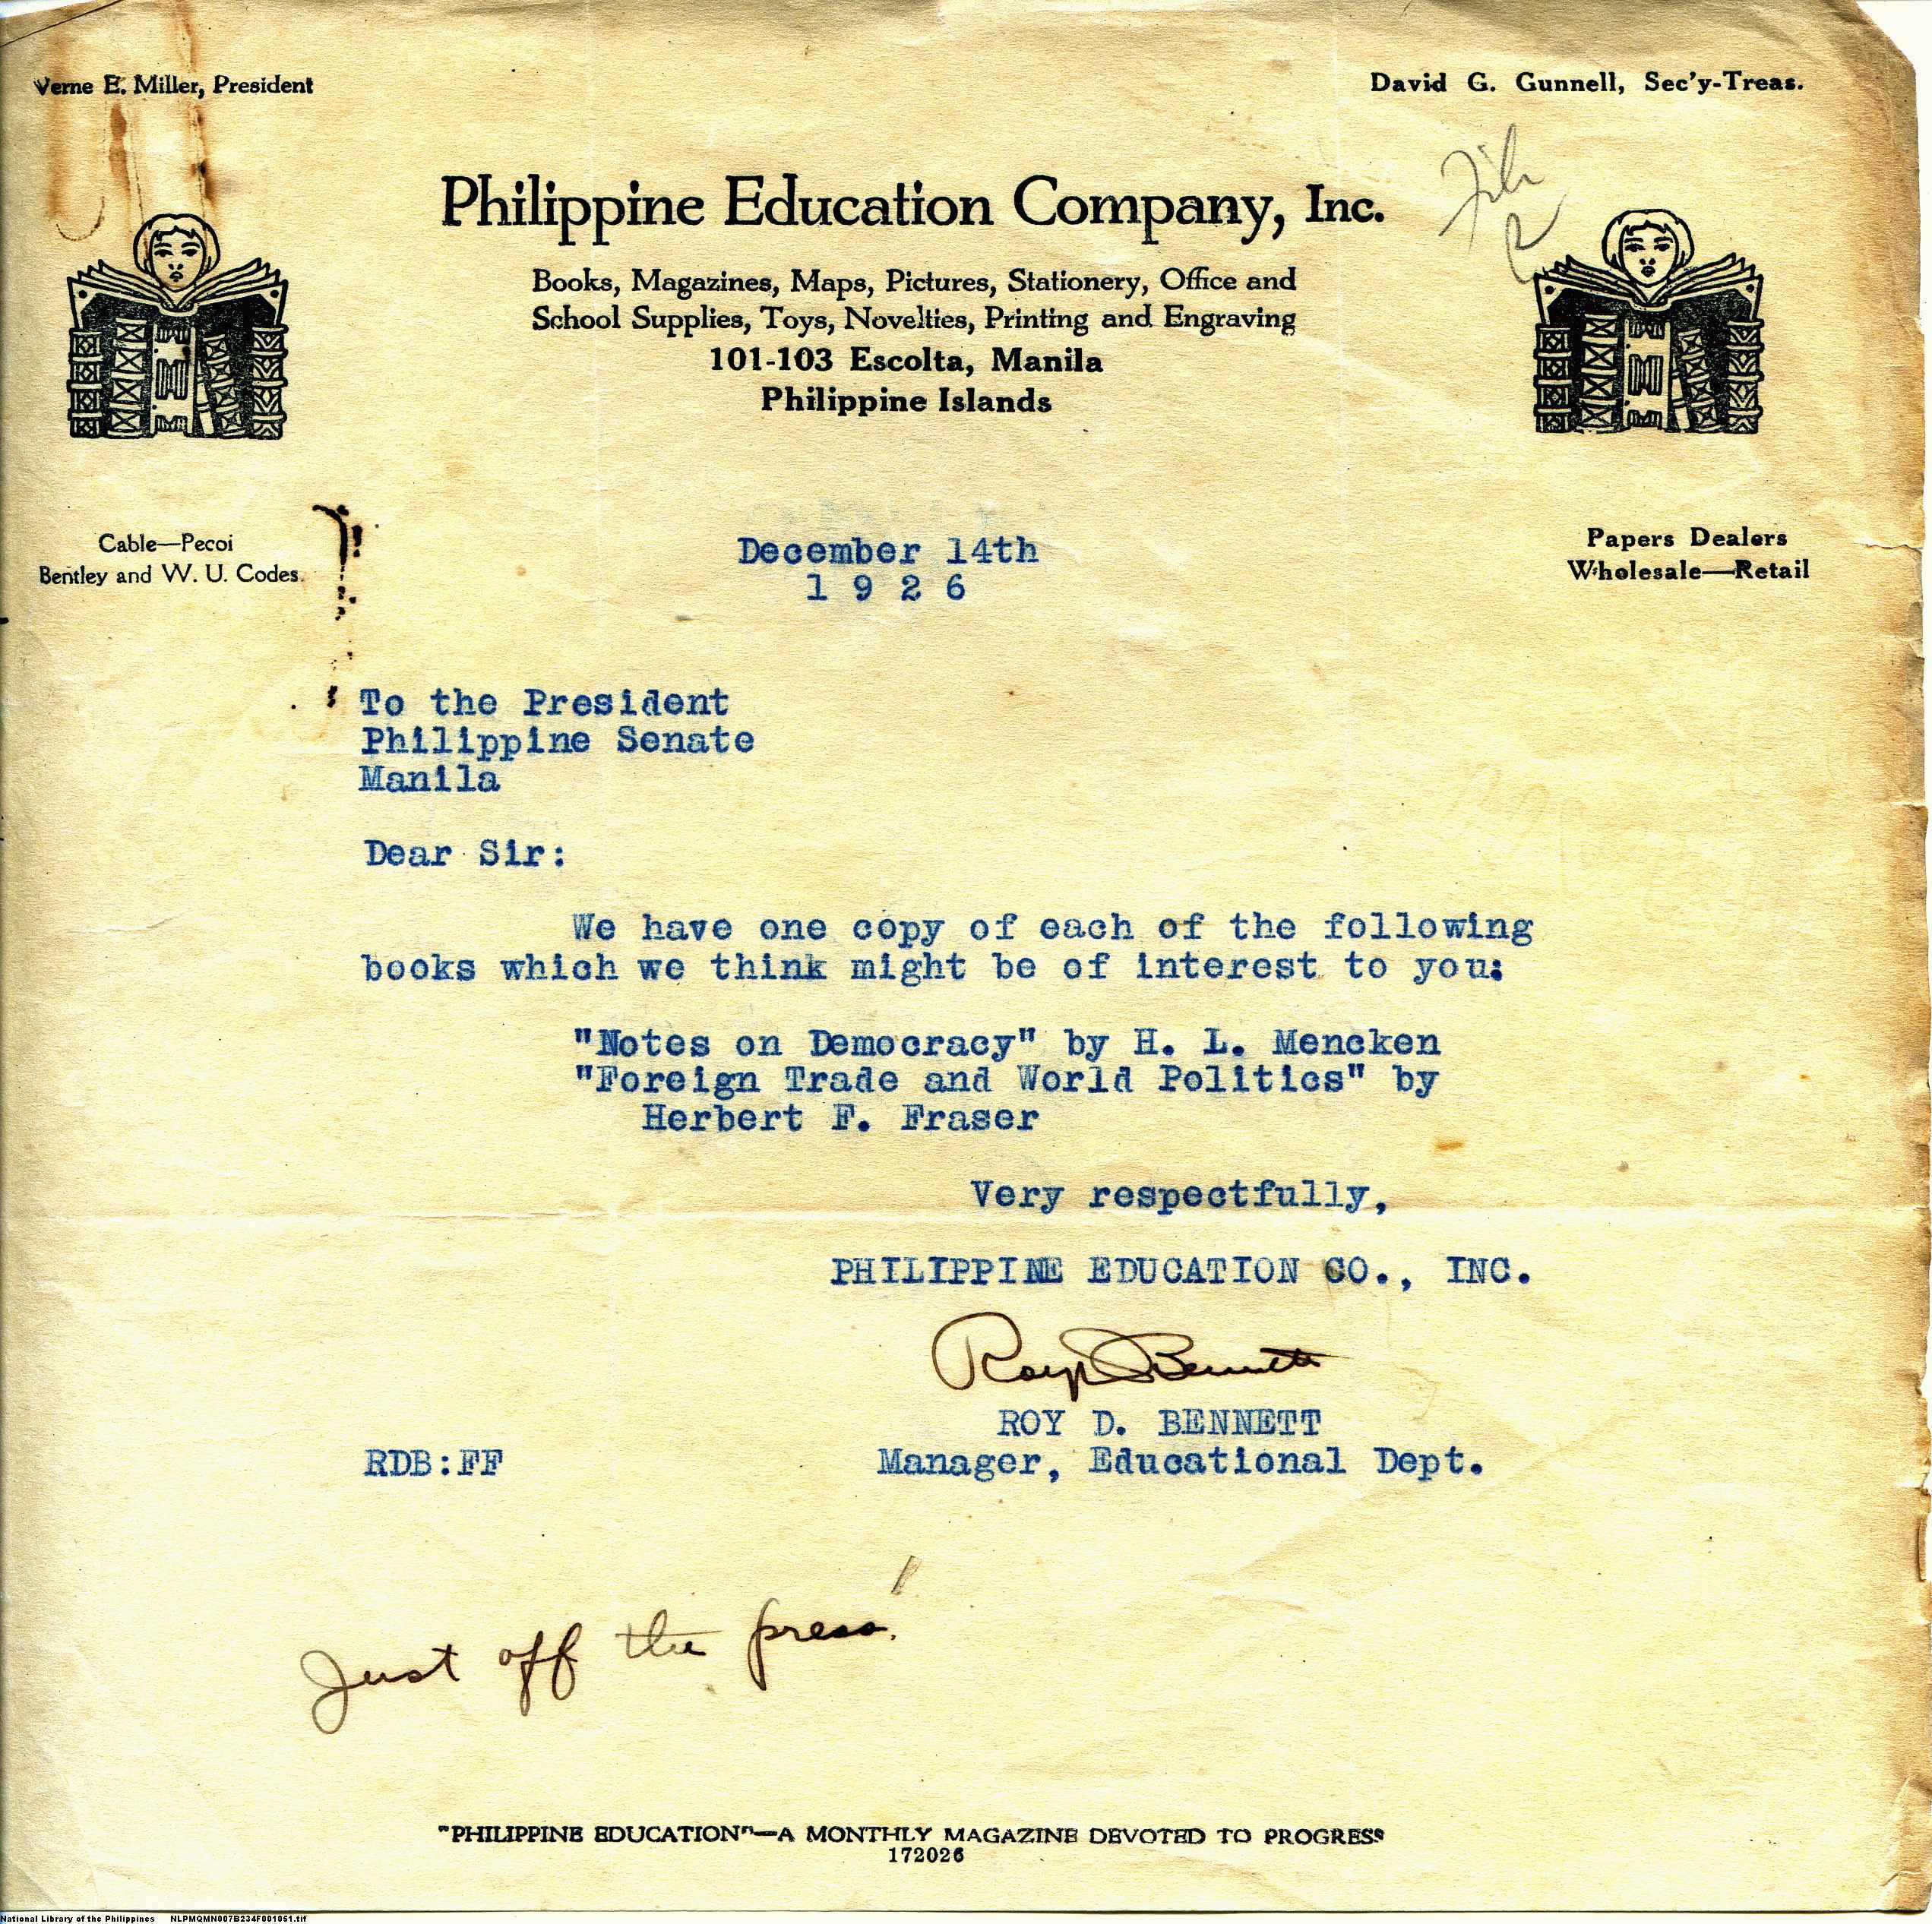 Verne E. Miller, President
David G. Gunnell, Sec'y-Treas.
Philippine Education Company, Inc.
Books, Magazines, Maps, Pictures, Stationery, Office and
School Supplies, Toys, Novelties, Printing and Engraving
101-103 Escolta, Manila
Philippine Islands
Cable—Pecoi
Bentley and W. U. Codes.
Papers Dealers
Wholesale—Retail
December 14th
1 9 2 6
To the President
Philippine Senate
Manila
Dear Sir:
We have one copy of each of the following
books which we think might be of interest to you:
"Notes on Democracy" by H. L. Mencken
"Foreign Trade and World Politics" by
Herbert F. Fraser
Very respectfully,
PHILIPPINE EDUCATION CO., INC.
Roy D Bennett
ROY D. BENNETT
RDB:FF
Manager, Educational Dept.
Just off the press!
"PHILIPPINE EDUCATION"—A MONTHLY MAGAZINE DEVOTED TO PROGRESS
172026
National Library of the Philippines NLPMQMN007B234F001051.tif